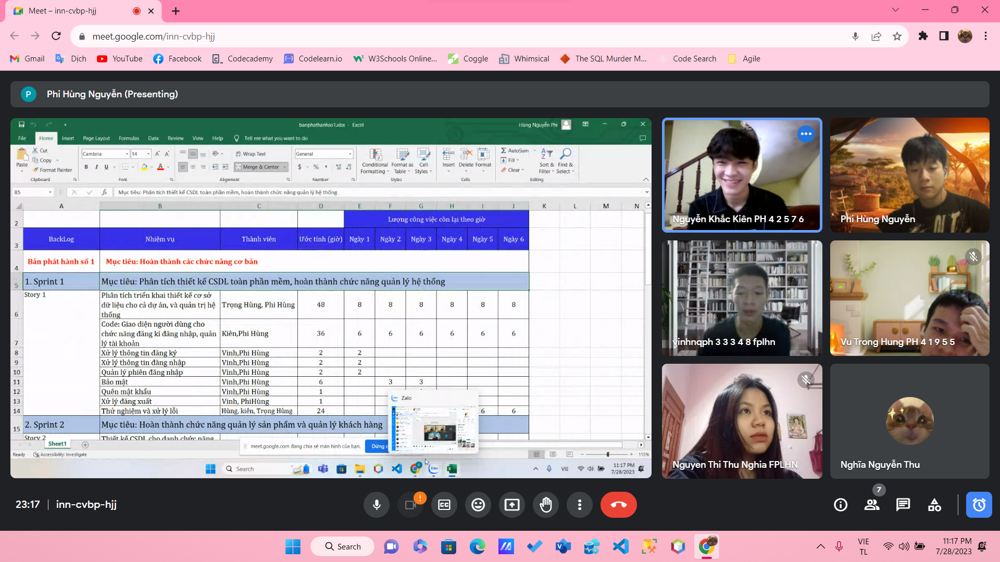 Meet – inn-cvbp-hjj
meet.google.com/inn-cvbp-hjj
Gmail Dịch YouTube Facebook Codecademy Codelearn.io W3Schools Online... Coggle Whimsical The SQL Murder M... Code Search Agile
P Phi Hùng Nguyễn (Presenting)
banphathanhso1.xlsx - Excel
Hùng Nguyễn Phi
File Home Insert Page Layout Formulas Data Review View Help Tell me what you want to do
Paste
Cut
Copy
Format Painter
Clipboard
Cambria 14
B I U
Font
Wrap Text
Merge & Center
Alignment
General
$ %
Number
Conditional Formatting
Format as Table
Cell Styles
Styles
Insert Delete Format
Cells
AutoSum
Fill
Clear
Sort & Filter
Find & Select
Editing
B5 fx Mục tiêu: Phân tích thiết kế CSDL toàn phần mềm, hoàn thành chức năng quản lý hệ thống
A B C D E F G H I J K L M N
2 Lượng công việc còn lại theo giờ
3 BackLog Nhiệm vụ Thành viên Ước tính (giờ) Ngày 1 Ngày 2 Ngày 3 Ngày 4 Ngày 5 Ngày 6
4 Bản phát hành số 1 Mục tiêu: Hoàn thành các chức năng cơ bản
5 1. Sprint 1 Mục tiêu: Phân tích thiết kế CSDL toàn phần mềm, hoàn thành chức năng quản lý hệ thống
Story 1
Phân tích triển khai thiết kế cơ sở
dữ liệu cho cả dự án, và quản trị hệ
thống
6 Trọng Hùng, Phi Hùng 48 8 8 8 8 8 8
Code: Giao diện người dùng cho
chức năng đăng kí đăng nhập, quản
lý tài khoản
7 Kiên,Phi Hùng 36 6 6 6 6 6 6
8 Xử lý thông tin đăng ký Vinh,Phi Hùng 2 2
9 Xử lý thông tin đăng nhập Vinh,Phi Hùng 2 2
10 Quản lý phiên đăng nhập Vinh,Phi Hùng 2 2
11 Bảo mật Vinh,Phi Hùng 6 3 3
12 Quên mật khẩu Vinh,Phi Hùng 1
13 Xử lý đăng xuất Vinh, PhiHùng 1
14 Thử nghiệm và xử lý lỗi Hùng, kiên, Trọng Hùng 24 6 6
15 2. Sprint 2 Mục tiêu: Hoàn thành chức năng quản lý sản phẩm và quản lý khách hàng
Story 2 Thiết kế CSDL cho danh chức năng
Zalo
Sheet1
meet.google.com đang chia sẻ màn hình của bạn. Dừng
Ready Accessibility: Investigate
115%
Search
Zalo
VIE
11:17 PM
7/28/2023
Nguyễn Khắc Kiên PH 4 2 5 7 6
Phi Hùng Nguyễn
vinhnqph 3 3 3 4 8 fplhn
Vu Trong Hung PH 4 1 9 5 5
Nguyen Thi Thu Nghia FPLHN
Nghĩa Nguyễn Thu
23:17 inn-cvbp-hjj
7
Search
VIE
TL
11:17 PM
7/28/2023